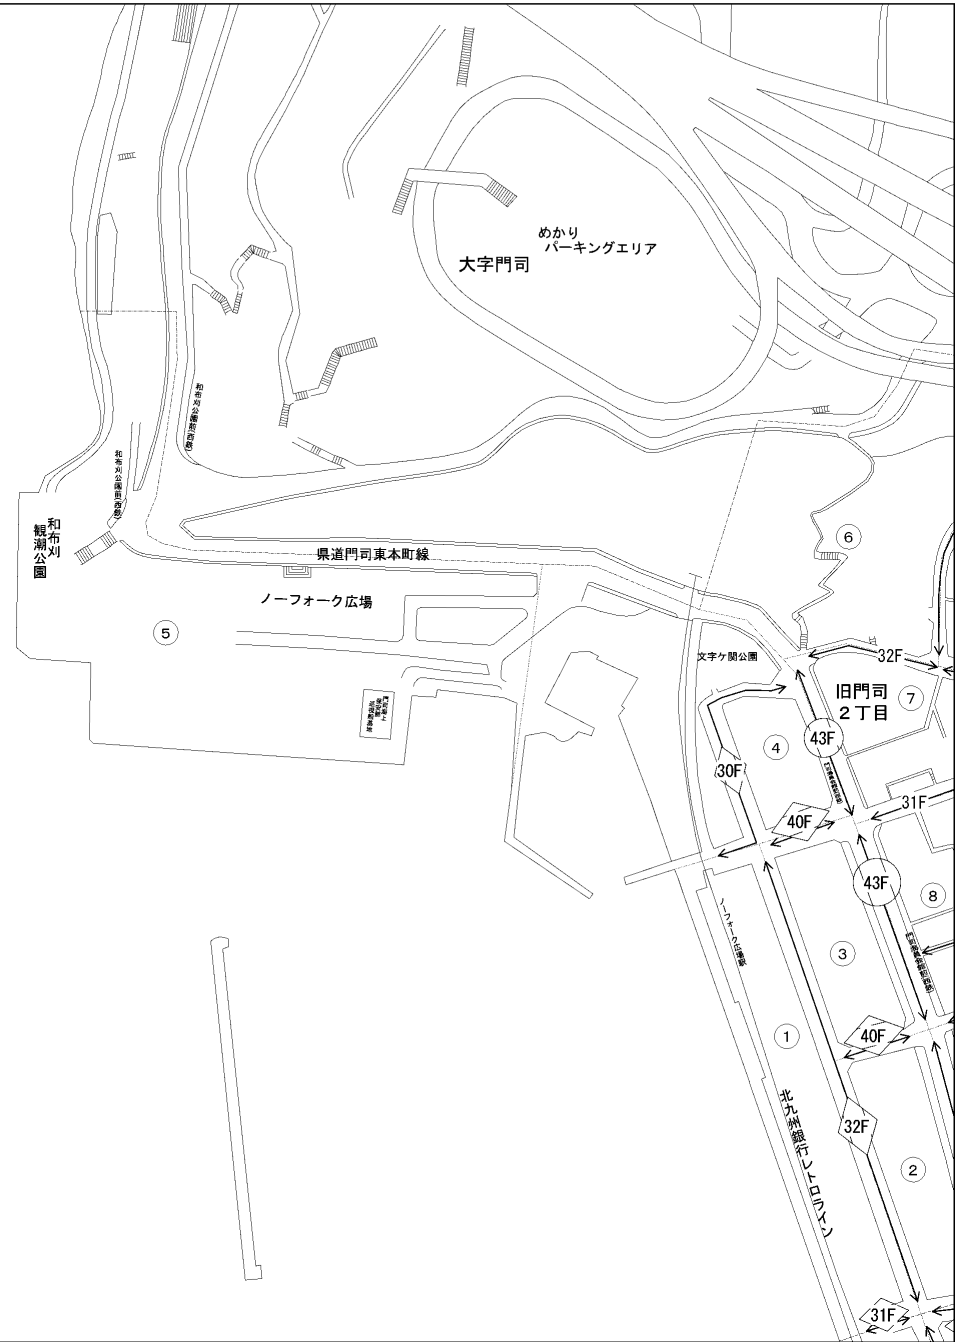 めかり
パーキングエリア
大字門司
和布刈公園前(西鉄)
和布刈公園前(西鉄)
和布刈
観潮公園
県道門司東本町線
ノーフォーク広場
6
5
文字ケ関公園
32F
旧門司
２丁目
7
43F
4
30F
40F
31F
43F
8
ノーフォーク広場駅
3
1
40F
北九州銀行レトロライン
32F
2
31F